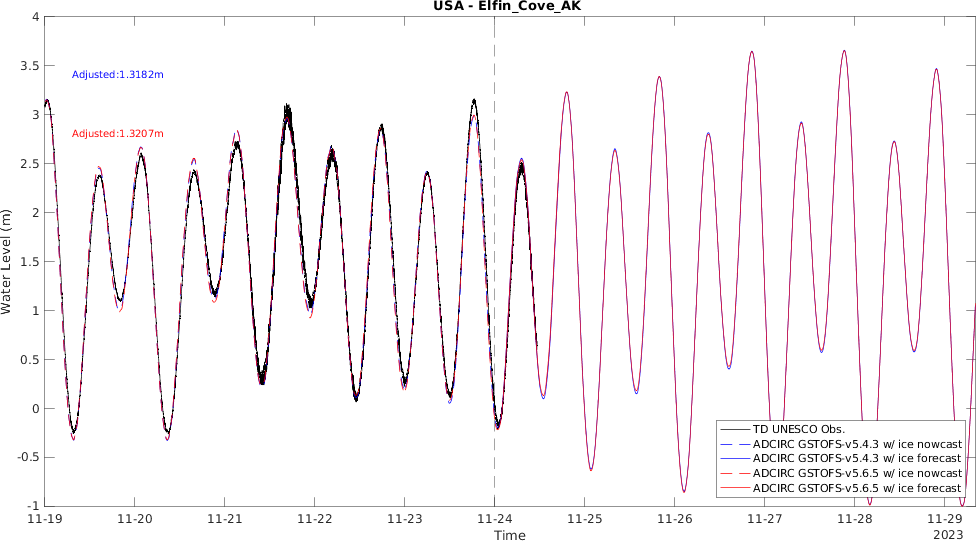 USA - Elfin_Cove_AK
4
3.5
3
2.5
2
1.5
1
0.5
0
-0.5
-1
Water Level (m)
Adjusted:1.3182m
Adjusted:1.3207m
TD UNESCO Obs.
ADCIRC GSTOFS-v5.4.3 w/ ice nowcast
ADCIRC GSTOFS-v5.4.3 w/ ice forecast
ADCIRC GSTOFS-v5.6.5 w/ ice nowcast
ADCIRC GSTOFS-v5.6.5 w/ ice forecast
11-19 11-20 11-21 11-22 11-23 11-24 11-25 11-26 11-27 11-28 11-29
Time
2023